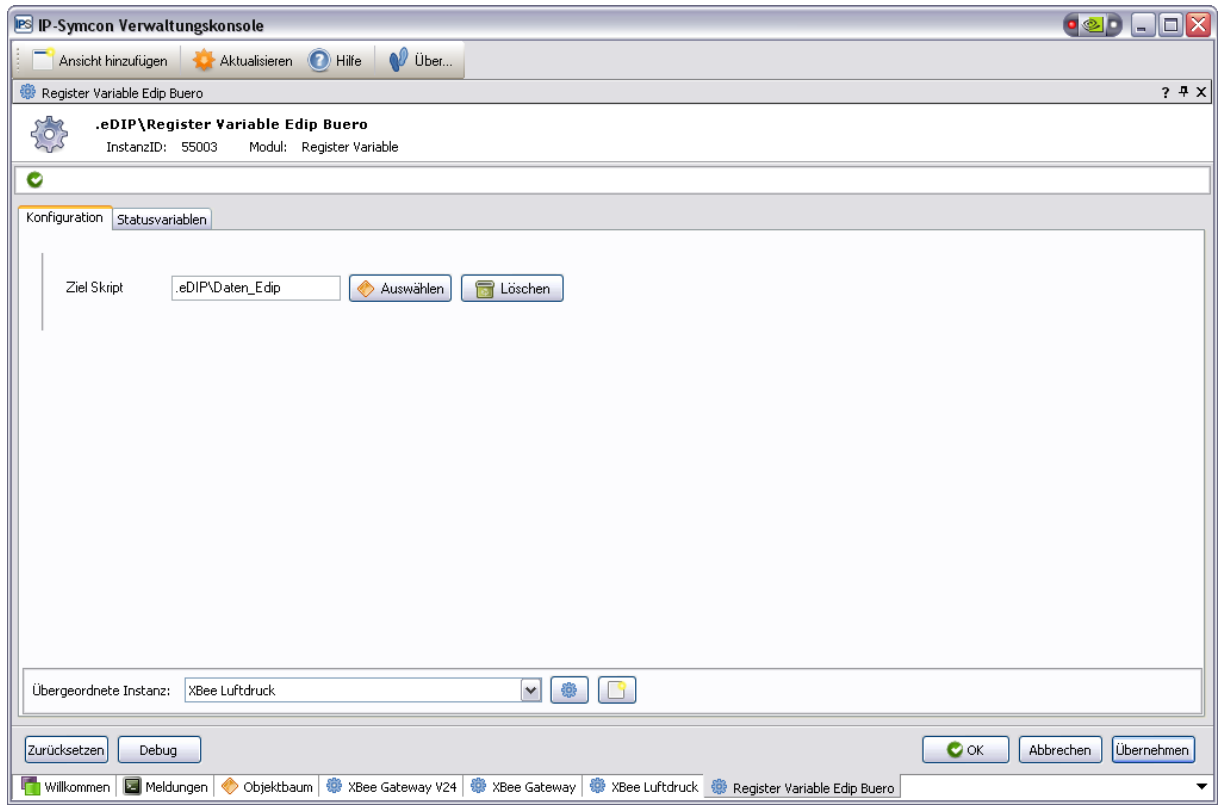 IPS IP-Symcon Verwaltungskonsole
Ansicht hinzufügen Aktualisieren Hilfe Über...
Register Variable Edip Buero
.eDIP\Register Variable Edip Buero
InstanzID: 55003 Modul: Register Variable
Konfiguration Statusvariablen
Ziel Skript .eDIP\Daten_Edip Auswählen Löschen
Übergeordnete Instanz: XBee Luftdruck
Zurücksetzen Debug OK Abbrechen Übernehmen
Willkommen Meldungen Objektbaum XBee Gateway V24 XBee Gateway XBee Luftdruck Register Variable Edip Buero